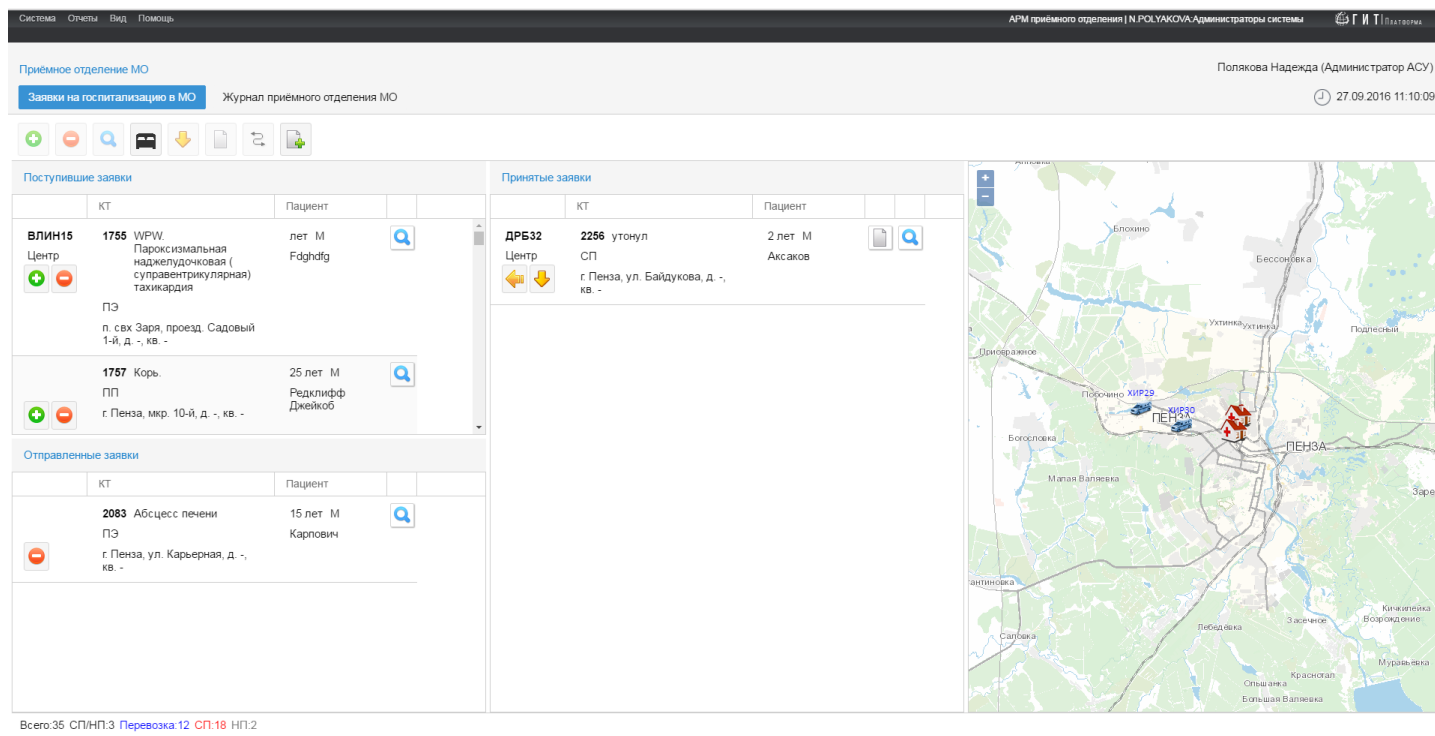 Система Отчеты Вид Помощь
АРМ приёмного отделения | N.POLYAKOVA:Администраторы системы
ГИТ | ПЛАТФОРМА
Приёмное отделение МО
Полякова Надежда (Администратор АСУ)
Заявки на госпитализацию в МО
Журнал приёмного отделения МО
27.09.2016 11:10:09
Поступившие заявки
КТ Пациент
ВЛИН15 1755 WPW. лет М
Центр Пароксизмальная Fdghdfg
наджелудочковая (
суправентрикулярная)
тахикардия
ПЭ
п. свх Заря, проезд. Садовый
1-й, д. -, кв. -
1757 Корь. 25 лет М
ПП Редклифф
Джейкоб
г. Пенза, мкр. 10-й, д. -, кв. -
Отправленные заявки
КТ Пациент
2083 Абсцесс печени 15 лет М
ПЭ Карпович
г. Пенза, ул. Карьерная, д. -,
кв. -
Принятые заявки
КТ Пациент
ДРБ32 2256 утонул 2 лет М
Центр СП Аксаков
г. Пенза, ул. Байдукова, д. -,
кв. -
+
−
Блохино
Бессоновка
Ухтинка Ухтинка
Подлесный
Побочино ХИР29
ХИР30
ПЕНЗА
Богословка
ПЕНЗА
Малая Валяевка
Заре
антиновка
Кичкилейка
Возрождение
Засечное
Лебедёвка
Саловка
Муравьевка
Красногал
Ольшанка
Большая Валяевка
Всего:35 СП/НП:3 Перевозка:12 СП:18 НП:2